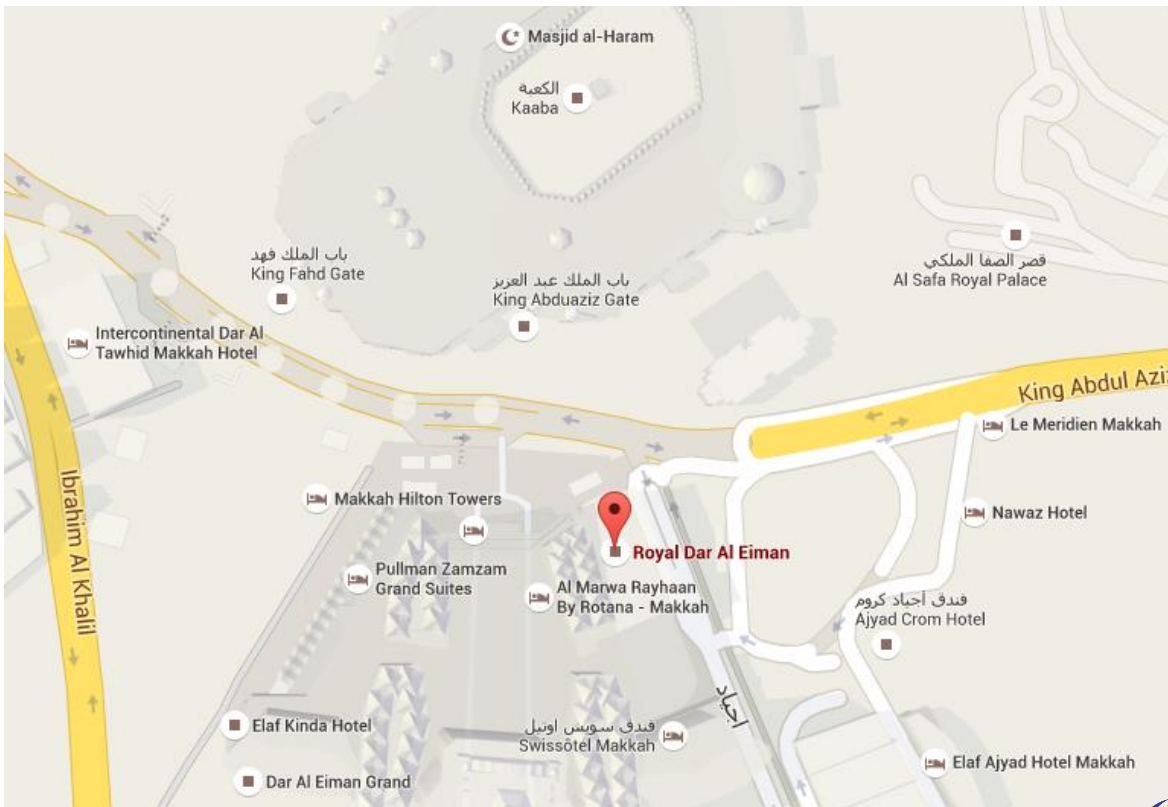 Masjid al-Haram
الكعبة
Kaaba
باب الملك فهد
King Fahd Gate
باب الملك عبد العزيز
King Abduaziz Gate
قصر الصفا الملكي
Al Safa Royal Palace
Intercontinental Dar Al
Tawhid Makkah Hotel
King Abdul Aziz
Le Meridien Makkah
Ibrahim Al Khalil
Makkah Hilton Towers
Nawaz Hotel
Royal Dar Al Eiman
Pullman Zamzam
Grand Suites
Al Marwa Rayhaan
By Rotana - Makkah
فندق اجياد كروم
Ajyad Crom Hotel
اجياد
Elaf Kinda Hotel
فندق سويس اوتيل
Swissôtel Makkah
Elaf Ajyad Hotel Makkah
Dar Al Eiman Grand